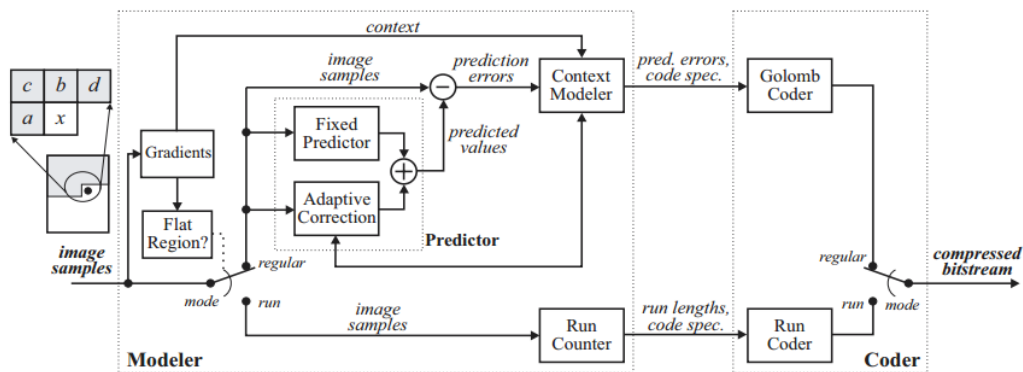 context
image
samples
prediction
errors
pred. errors,
code spec.
c b d
a x
Gradients
Flat
Region?
Fixed
Predictor
Adaptive
Correction
−
+
predicted
values
Predictor
Context
Modeler
Golomb
Coder
image
samples
mode
regular
run
image
samples
Run
Counter
run lengths,
code spec.
Run
Coder
regular
run
mode
compressed
bitstream
Modeler
Coder